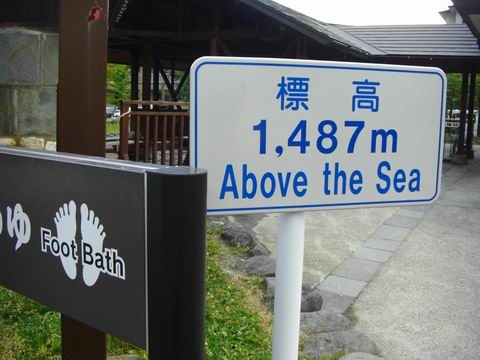 標 高
1,487m
Above the Sea
ゆ
Foot Bath